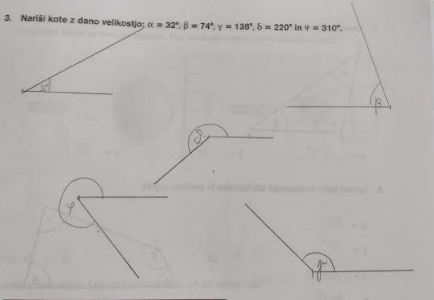 3. Nariši kote z dano velikostjo: α = 32°, β = 74°, γ = 136°, δ = 220° in φ = 310°.
α
β
δ
φ
γ